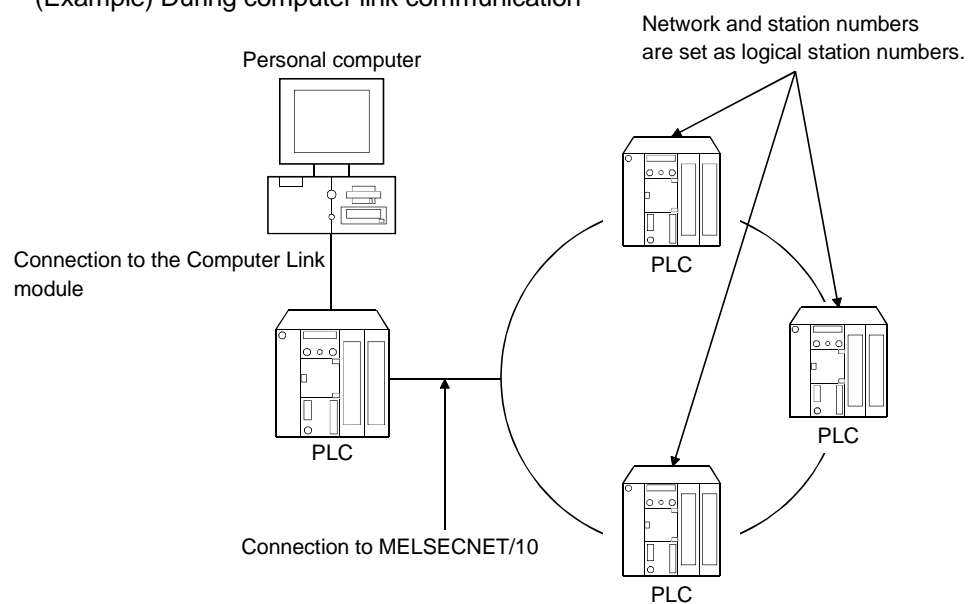 (Example) During computer link communication
Network and station numbers
are set as logical station numbers.
Personal computer
PLC
Connection to the Computer Link
module
PLC
PLC
Connection to MELSECNET/10
PLC